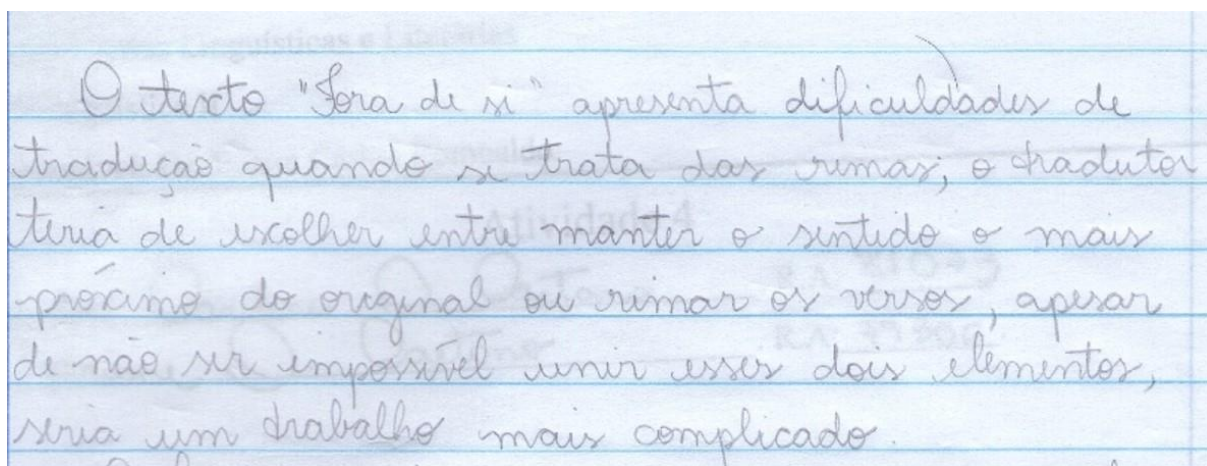 O texto "Fora de si" apresenta dificuldades de
tradução quando se trata das rimas; o tradutor
teria de escolher entre manter o sentido o mais
próximo do original ou rimar os versos, apesar
de não ser impossível unir esses dois elementos,
seria um trabalho mais complicado.